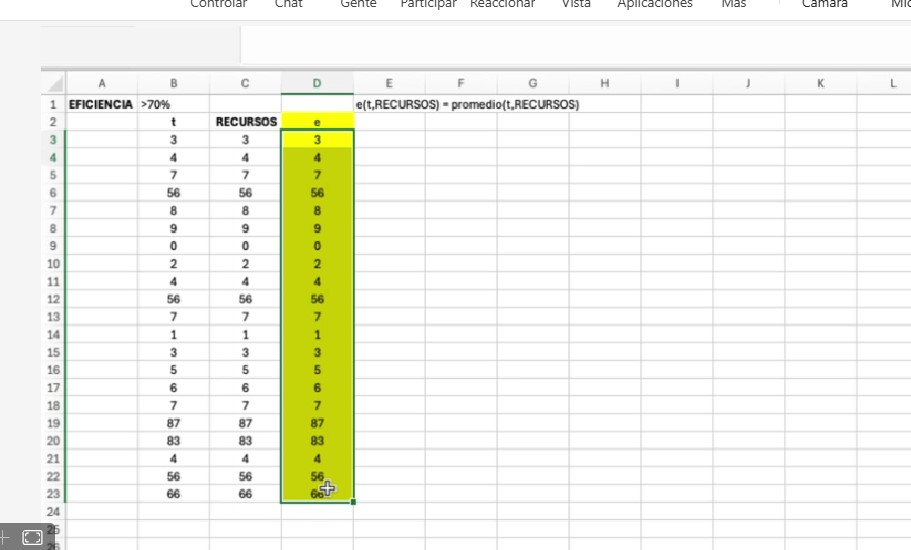 Controlar Chat Gente Participar Reaccionar Vista Aplicaciones Más Cámara
A B C D E F G H I J K L
1 EFICIENCIA >70% e(t,RECURSOS) = promedio(t,RECURSOS)
2 t RECURSOS e
3 3 3 3
4 4 4 4
5 7 7 7
6 56 56 56
7 8 8 8
8 9 9 9
9 0 0 0
10 2 2 2
11 4 4 4
12 56 56 56
13 7 7 7
14 1 1 1
15 3 3 3
16 5 5 5
17 6 6 6
18 7 7 7
19 87 87 87
20 83 83 83
21 4 4 4
22 56 56 56
23 66 66 66
24
25
26